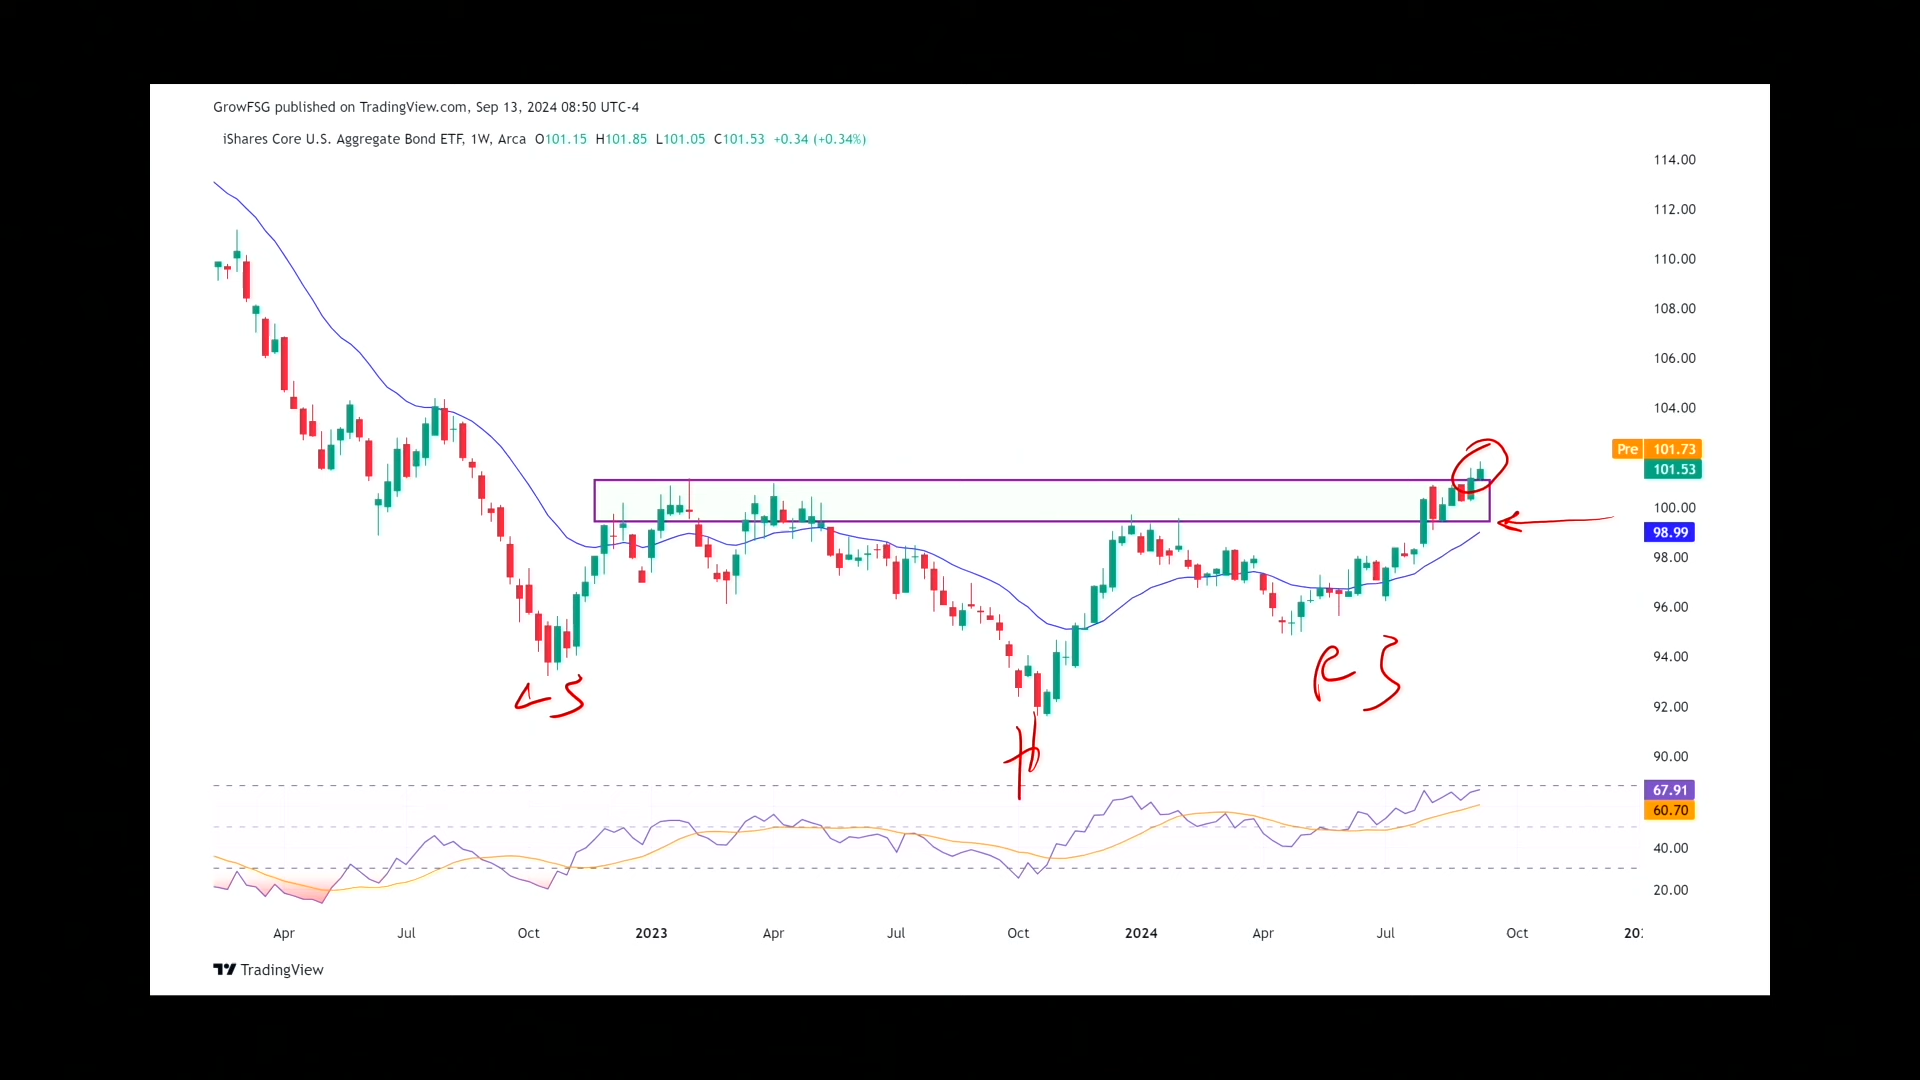 GrowFSG published on TradingView.com, Sep 13, 2024 08:50 UTC-4
iShares Core U.S. Aggregate Bond ETF, 1W, Arca O101.15 H101.85 L101.05 C101.53 +0.34 (+0.34%)
114.00
112.00
110.00
108.00
106.00
104.00
Pre 101.73
101.53
100.00
98.99
98.00
96.00
94.00
92.00
90.00
LS
H
RS
67.91
60.70
40.00
20.00
Apr Jul Oct 2023 Apr Jul Oct 2024 Apr Jul Oct 20
TradingView